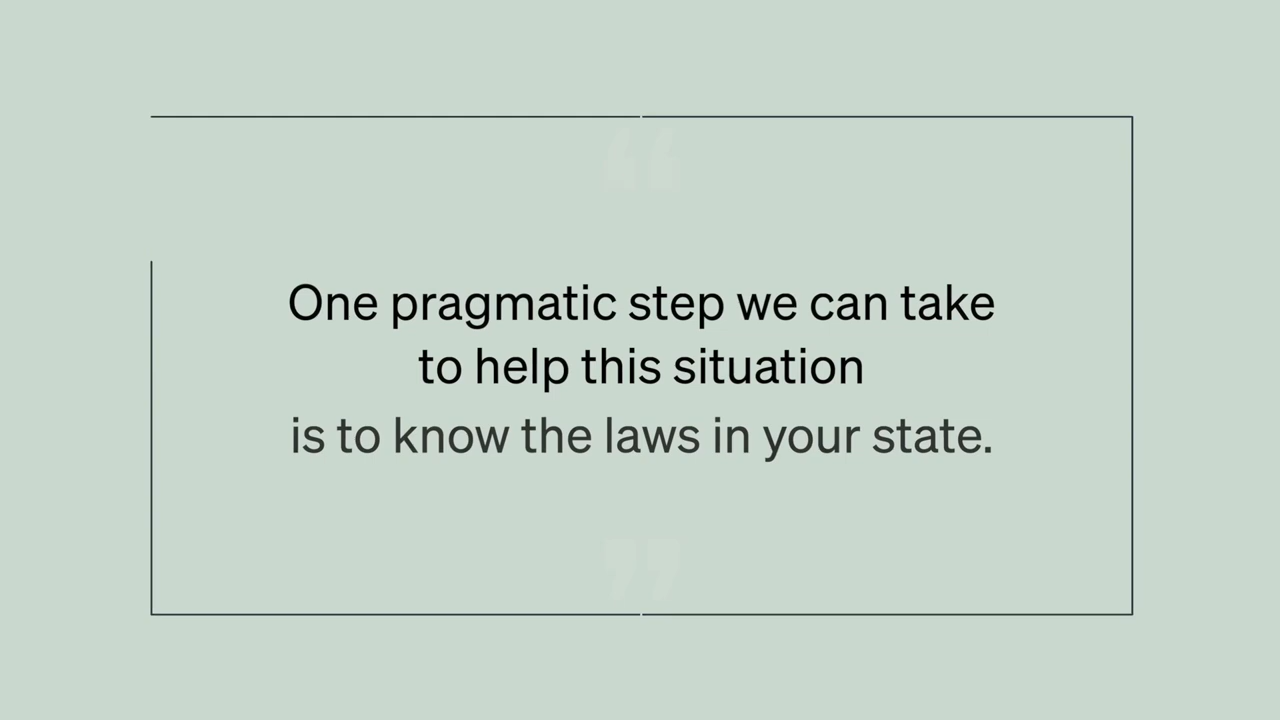 “
One pragmatic step we can take
to help this situation
is to know the laws in your state.
”